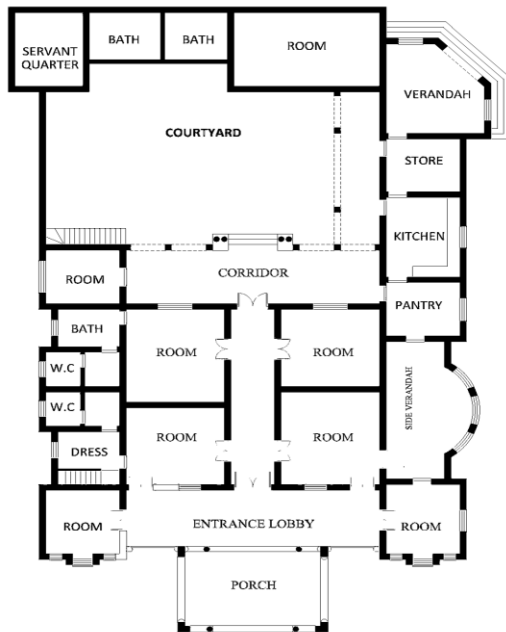 SERVANT
QUARTER
BATH
BATH
ROOM
VERANDAH
COURTYARD
STORE
KITCHEN
CORRIDOR
ROOM
PANTRY
BATH
ROOM
ROOM
W.C
W.C
SIDE VERANDAH
ROOM
ROOM
DRESS
ROOM
ENTRANCE LOBBY
ROOM
PORCH